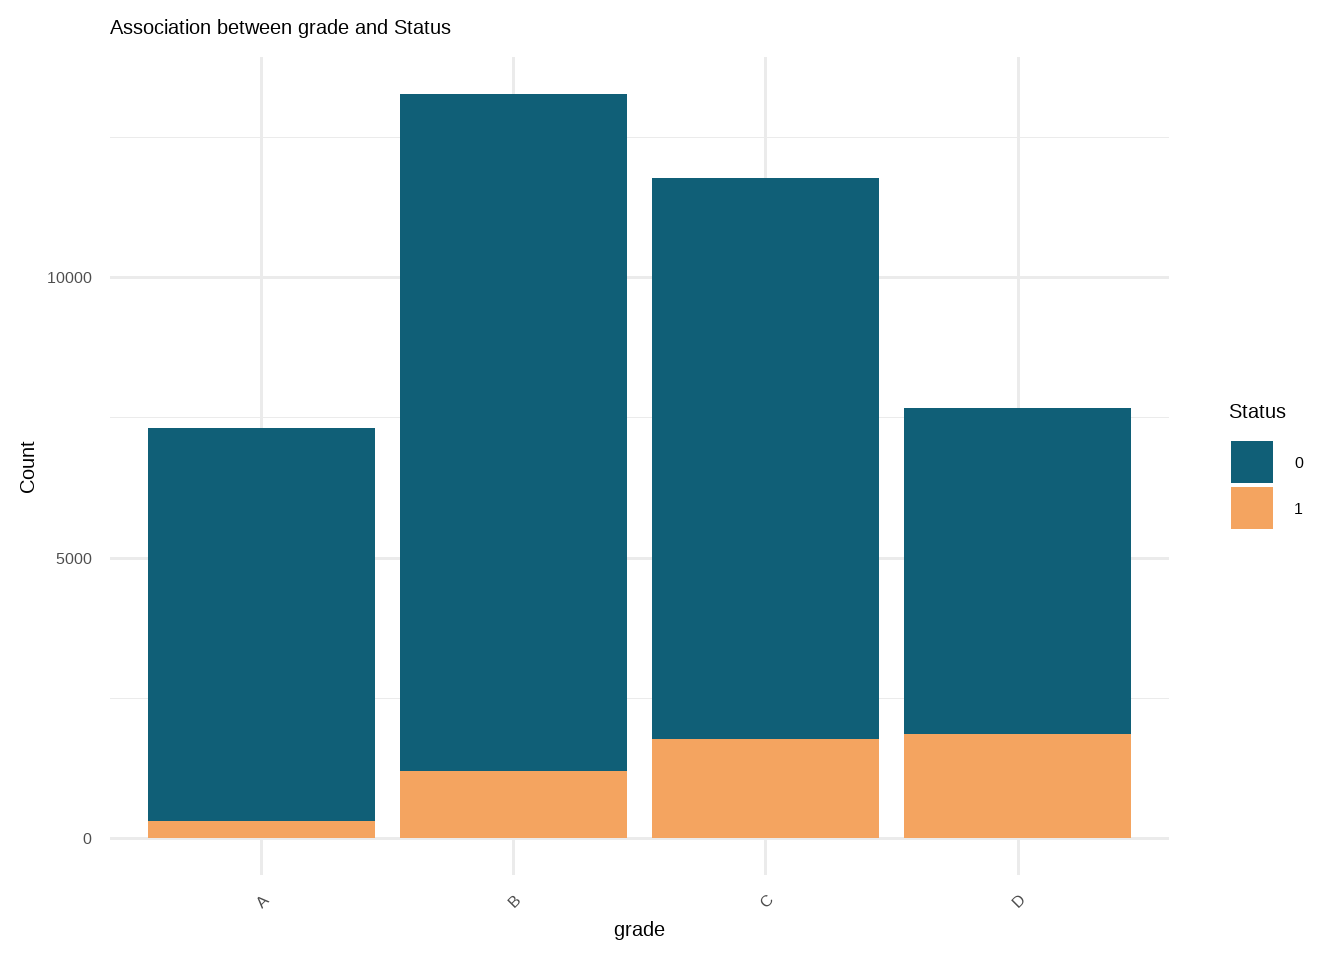 Association between grade and Status
10000
5000
0
Count
A
B
C
D
grade
Status
0
1